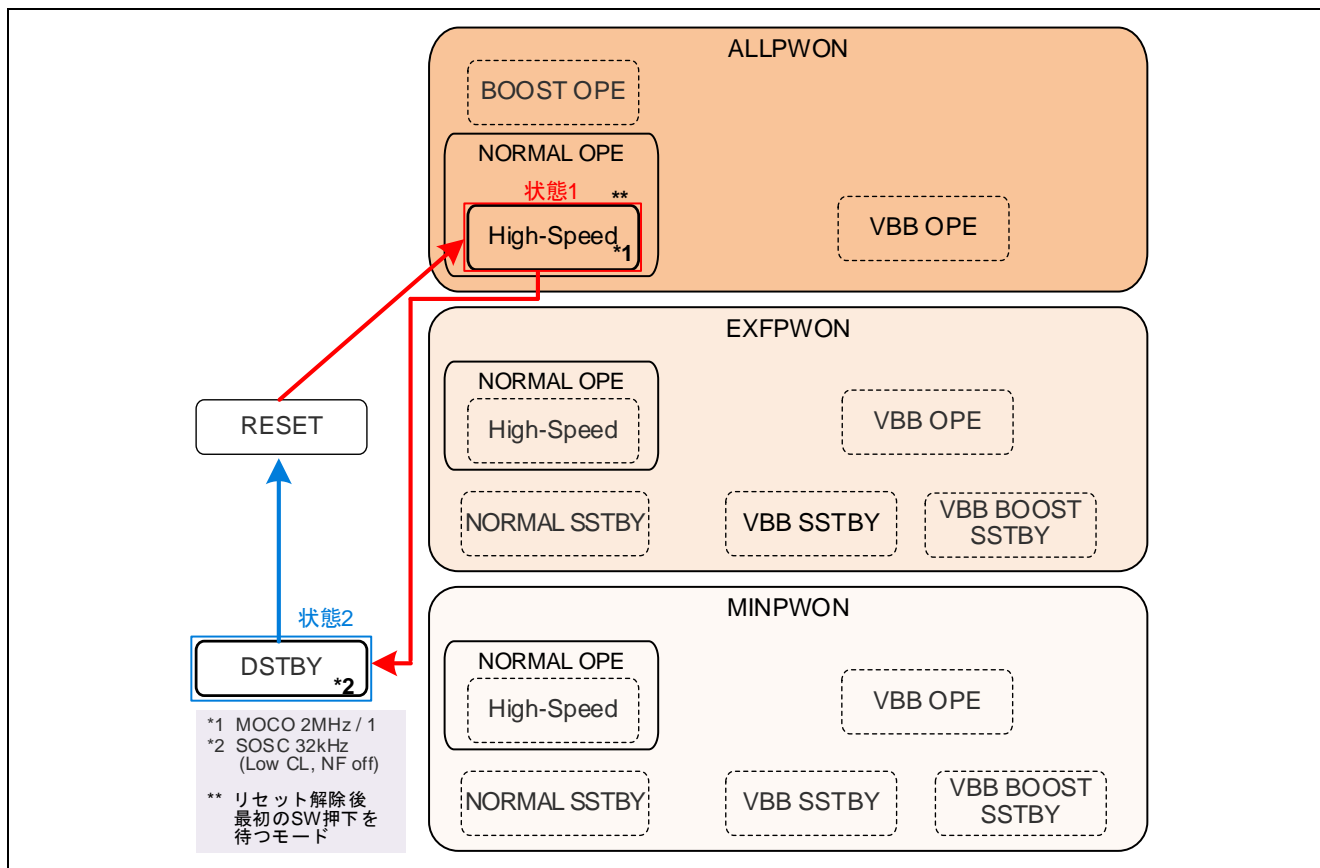 ALLPWON
BOOST OPE
NORMAL OPE
状態1
**
High-Speed
*1
VBB OPE
EXFPWON
NORMAL OPE
High-Speed
VBB OPE
NORMAL SSTBY
VBB SSTBY
VBB BOOST
SSTBY
RESET
MINPWON
状態2
DSTBY
*2
NORMAL OPE
High-Speed
VBB OPE
NORMAL SSTBY
VBB SSTBY
VBB BOOST
SSTBY
*1 MOCO 2MHz / 1
*2 SOSC 32kHz
(Low CL, NF off)
** リセット解除後
最初のSW押下を
待つモード